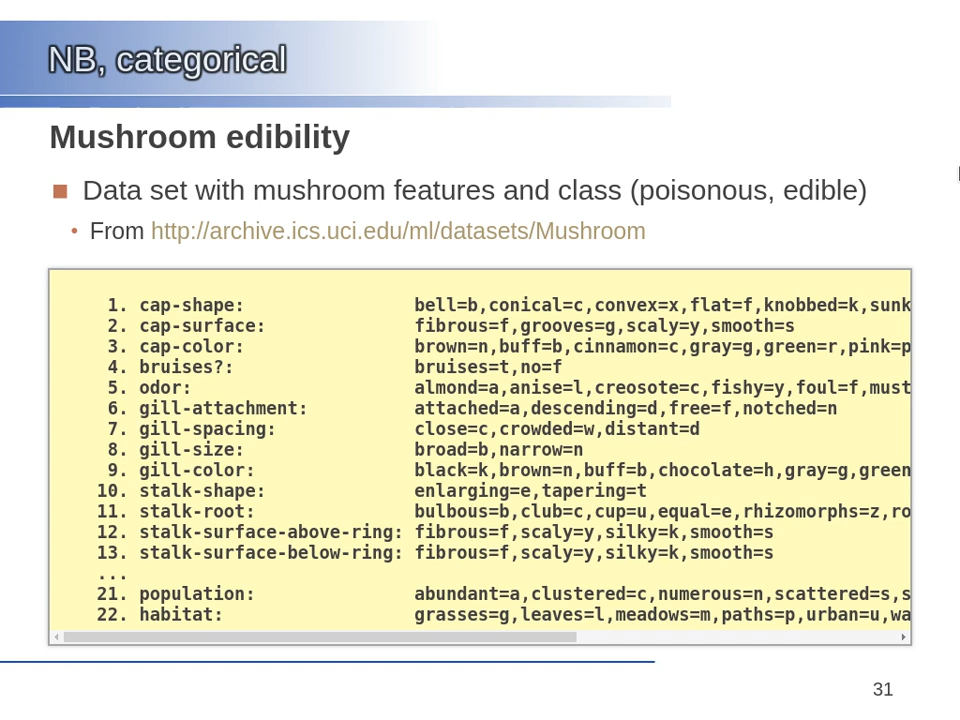 NB, categorical
Mushroom edibility
Data set with mushroom features and class (poisonous, edible)
• From http://archive.ics.uci.edu/ml/datasets/Mushroom
1. cap-shape: bell=b,conical=c,convex=x,flat=f,knobbed=k,sunk
2. cap-surface: fibrous=f,grooves=g,scaly=y,smooth=s
3. cap-color: brown=n,buff=b,cinnamon=c,gray=g,green=r,pink=p
4. bruises?: bruises=t,no=f
5. odor: almond=a,anise=l,creosote=c,fishy=y,foul=f,must
6. gill-attachment: attached=a,descending=d,free=f,notched=n
7. gill-spacing: close=c,crowded=w,distant=d
8. gill-size: broad=b,narrow=n
9. gill-color: black=k,brown=n,buff=b,chocolate=h,gray=g,green
10. stalk-shape: enlarging=e,tapering=t
11. stalk-root: bulbous=b,club=c,cup=u,equal=e,rhizomorphs=z,ro
12. stalk-surface-above-ring: fibrous=f,scaly=y,silky=k,smooth=s
13. stalk-surface-below-ring: fibrous=f,scaly=y,silky=k,smooth=s
...
21. population: abundant=a,clustered=c,numerous=n,scattered=s,s
22. habitat: grasses=g,leaves=l,meadows=m,paths=p,urban=u,wa
31